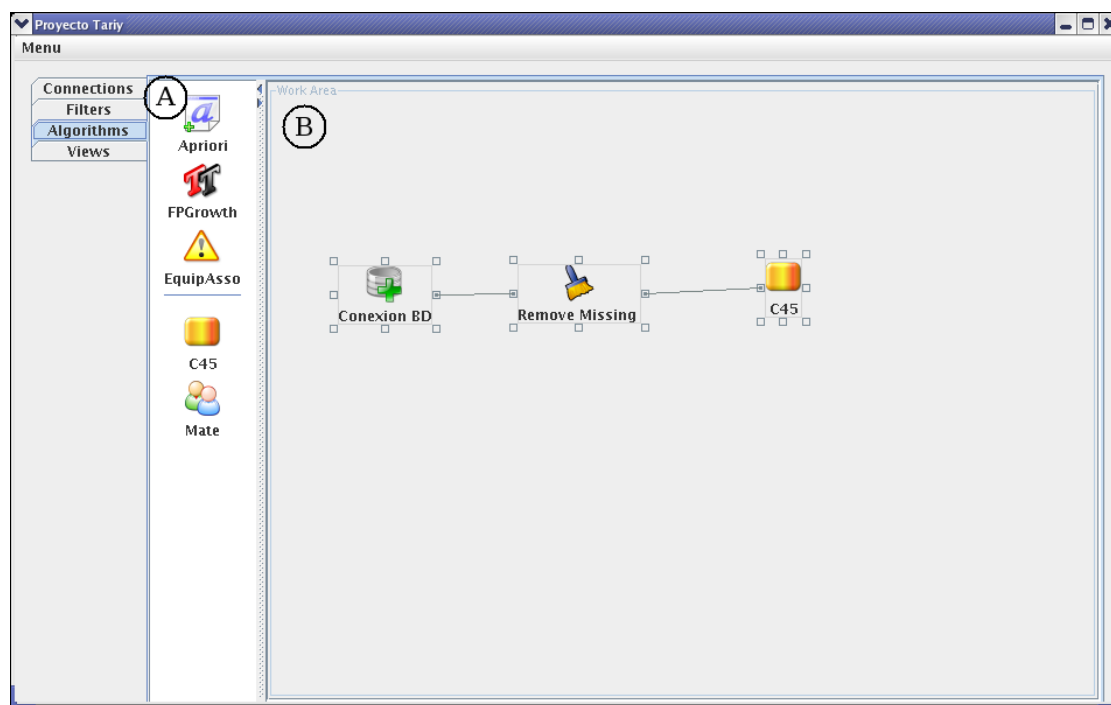 Proyecto Tariy
Menu
Connections
Filters
Algorithms
Views
A
Apriori
FPGrowth
EquipAsso
C45
Mate
Work Area
B
Conexion BD
Remove Missing
C45